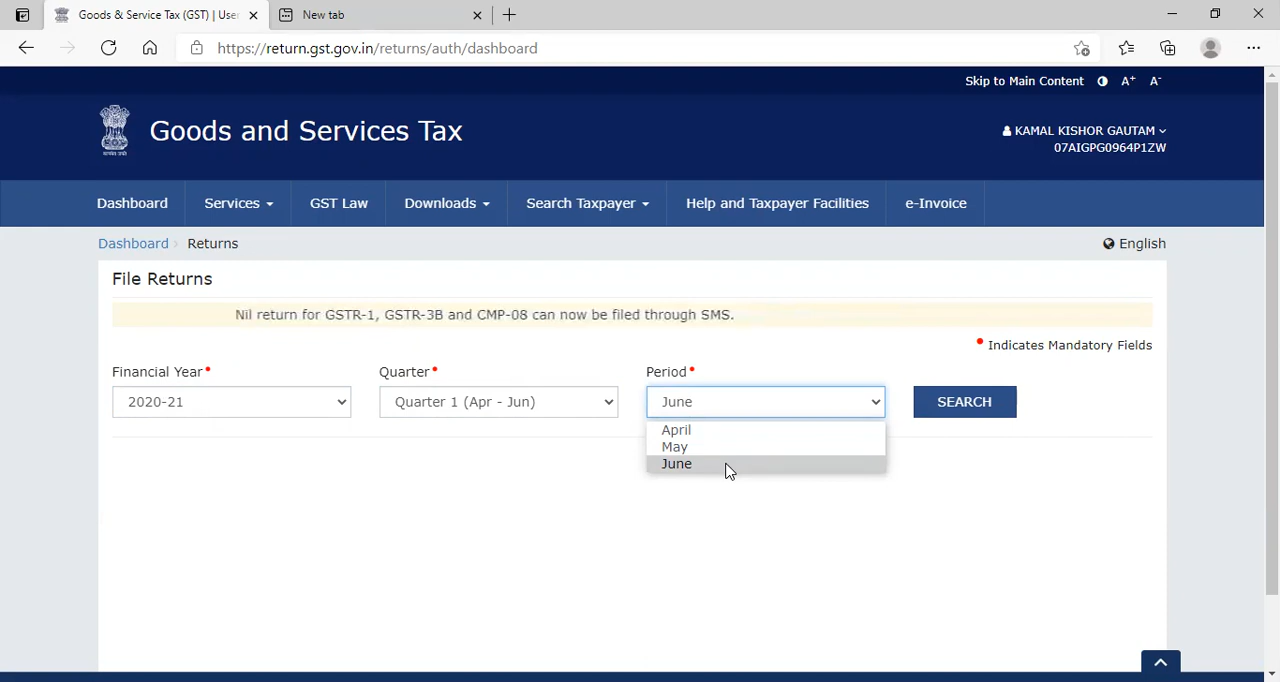 Goods & Service Tax (GST) | User
New tab
https://return.gst.gov.in/returns/auth/dashboard
Skip to Main Content A+ A-
Goods and Services Tax
KAMAL KISHOR GAUTAM
07AIGPG0964P1ZW
Dashboard Services GST Law Downloads Search Taxpayer Help and Taxpayer Facilities e-Invoice
Dashboard › Returns English
File Returns
Nil return for GSTR-1, GSTR-3B and CMP-08 can now be filed through SMS.
• Indicates Mandatory Fields
Financial Year• Quarter• Period•
2020-21 Quarter 1 (Apr - Jun) June SEARCH
April
May
June